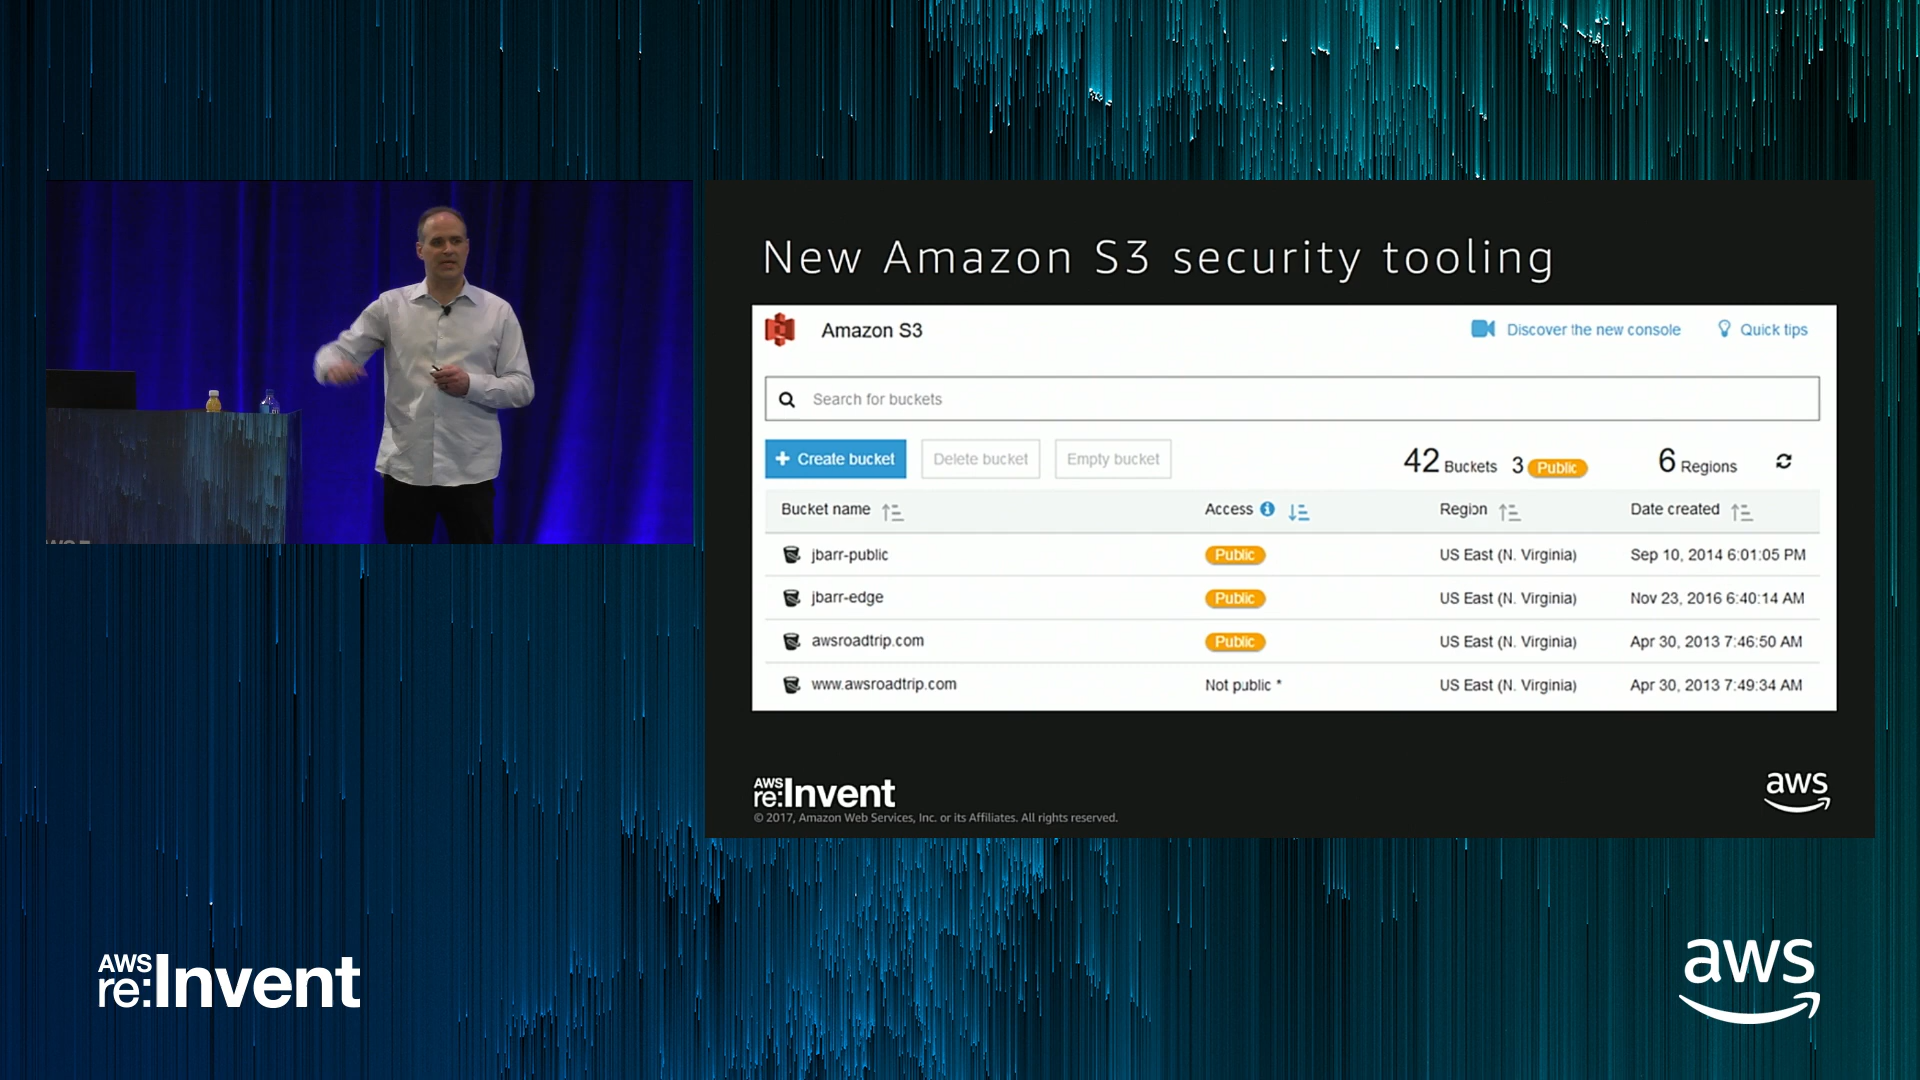 New Amazon S3 security tooling
Amazon S3
Discover the new console
Quick tips
Search for buckets
+ Create bucket
Delete bucket
Empty bucket
42 Buckets 3 Public
6 Regions
Bucket name Access Region Date created
jbarr-public Public US East (N. Virginia) Sep 10, 2014 6:01:05 PM
jbarr-edge Public US East (N. Virginia) Nov 23, 2016 6:40:14 AM
awsroadtrip.com Public US East (N. Virginia) Apr 30, 2013 7:46:50 AM
www.awsroadtrip.com Not public * US East (N. Virginia) Apr 30, 2013 7:49:34 AM
AWS
re:Invent
aws
© 2017, Amazon Web Services, Inc. or its Affiliates. All rights reserved.
AWS
re:Invent
aws